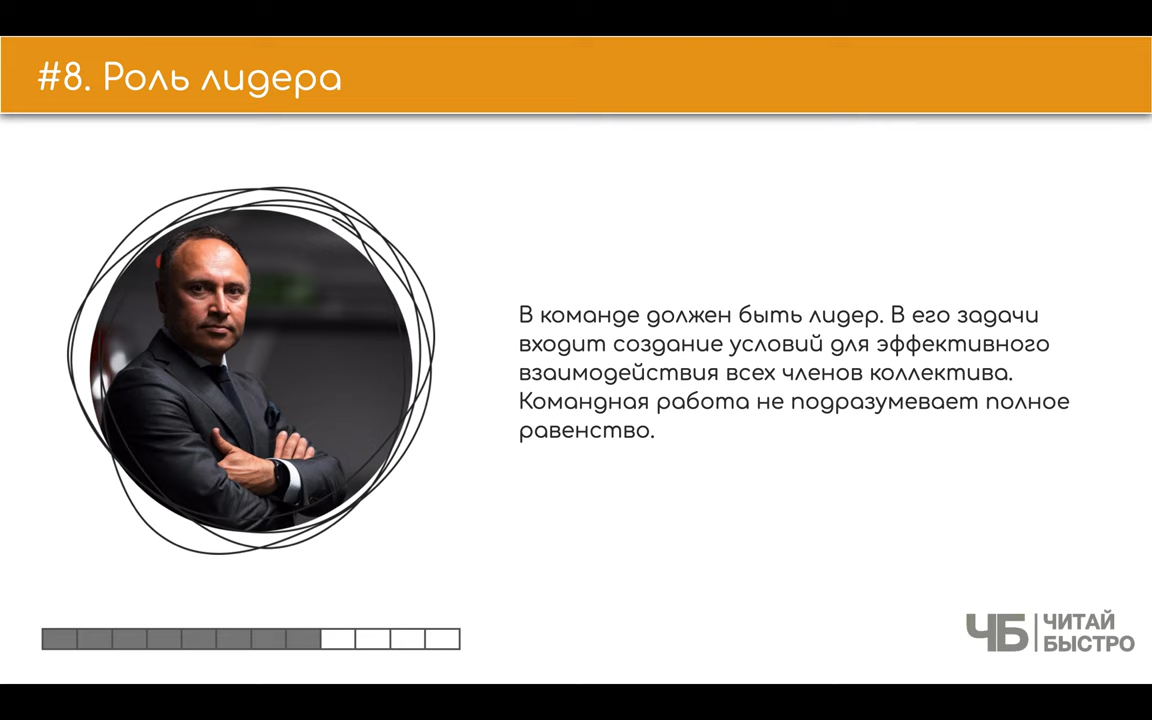 #8. Роль лидера
В команде должен быть лидер. В его задачи
входит создание условий для эффективного
взаимодействия всех членов коллектива.
Командная работа не подразумевает полное
равенство.
ЧБ
ЧИТАЙ
БЫСТРО